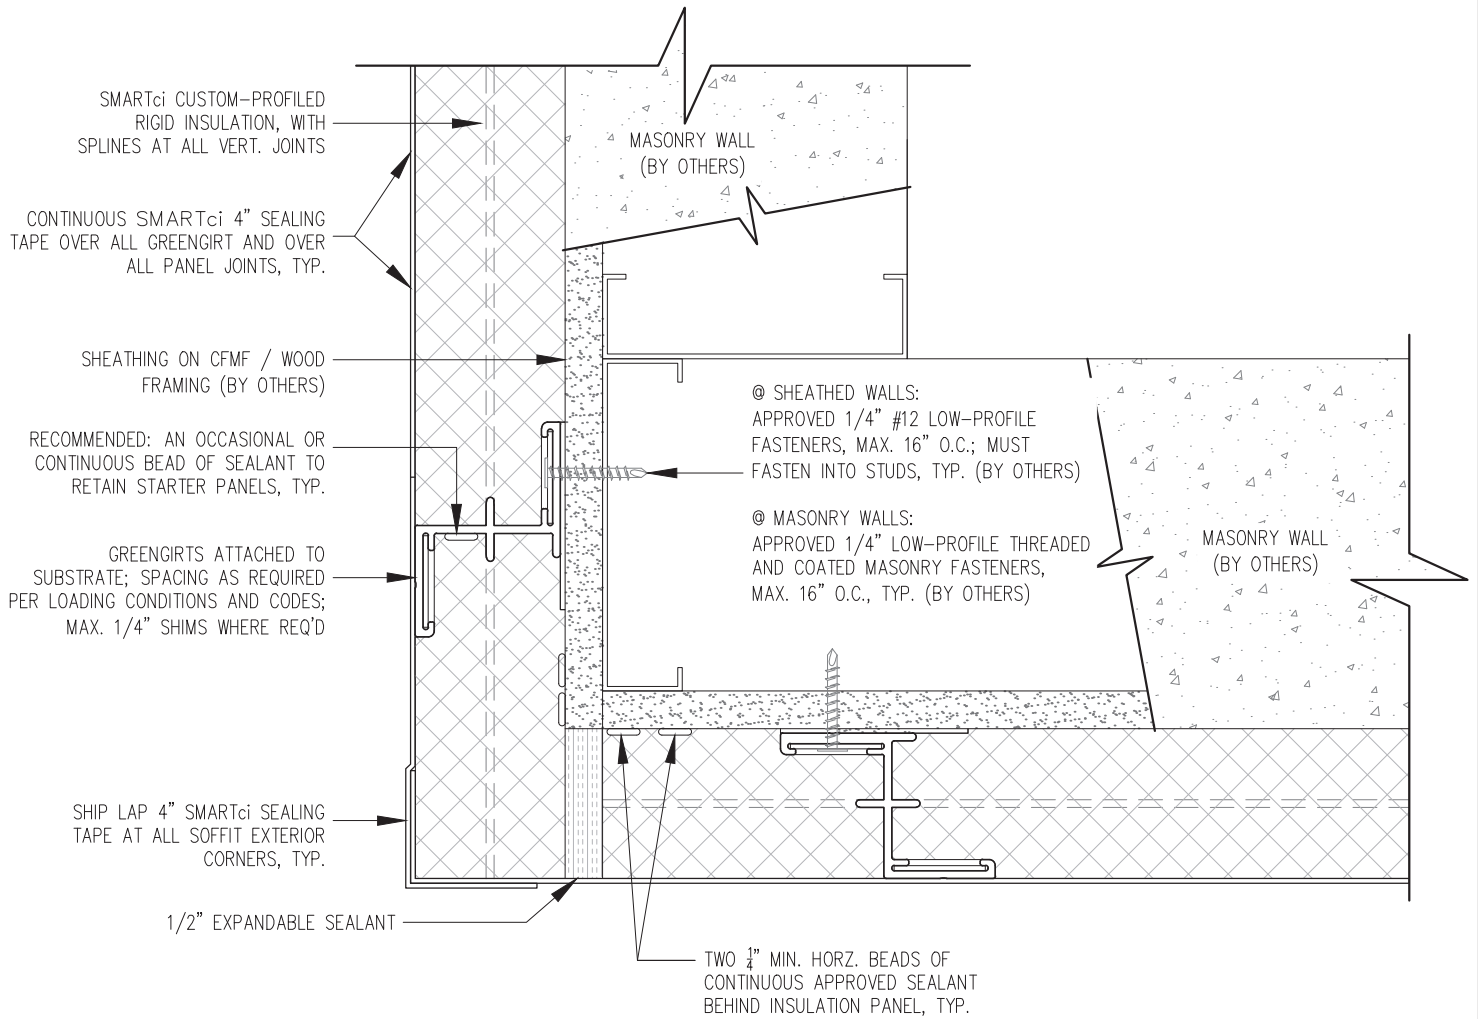 SMARTci CUSTOM-PROFILED
RIGID INSULATION, WITH
SPLINES AT ALL VERT. JOINTS
MASONRY WALL
(BY OTHERS)
CONTINUOUS SMARTci 4" SEALING
TAPE OVER ALL GREENGIRT AND OVER
ALL PANEL JOINTS, TYP.
SHEATHING ON CFMF / WOOD
FRAMING (BY OTHERS)
RECOMMENDED: AN OCCASIONAL OR
CONTINUOUS BEAD OF SEALANT TO
RETAIN STARTER PANELS, TYP.
GREENGIRTS ATTACHED TO
SUBSTRATE; SPACING AS REQUIRED
PER LOADING CONDITIONS AND CODES;
MAX. 1/4" SHIMS WHERE REQ'D
@ SHEATHED WALLS:
APPROVED 1/4" #12 LOW-PROFILE
FASTENERS, MAX. 16" O.C.; MUST
FASTEN INTO STUDS, TYP. (BY OTHERS)
@ MASONRY WALLS:
APPROVED 1/4" LOW-PROFILE THREADED
AND COATED MASONRY FASTENERS,
MAX. 16" O.C., TYP. (BY OTHERS)
MASONRY WALL
(BY OTHERS)
SHIP LAP 4" SMARTci SEALING
TAPE AT ALL SOFFIT EXTERIOR
CORNERS, TYP.
1/2" EXPANDABLE SEALANT
TWO 1/4" MIN. HORZ. BEADS OF
CONTINUOUS APPROVED SEALANT
BEHIND INSULATION PANEL, TYP.